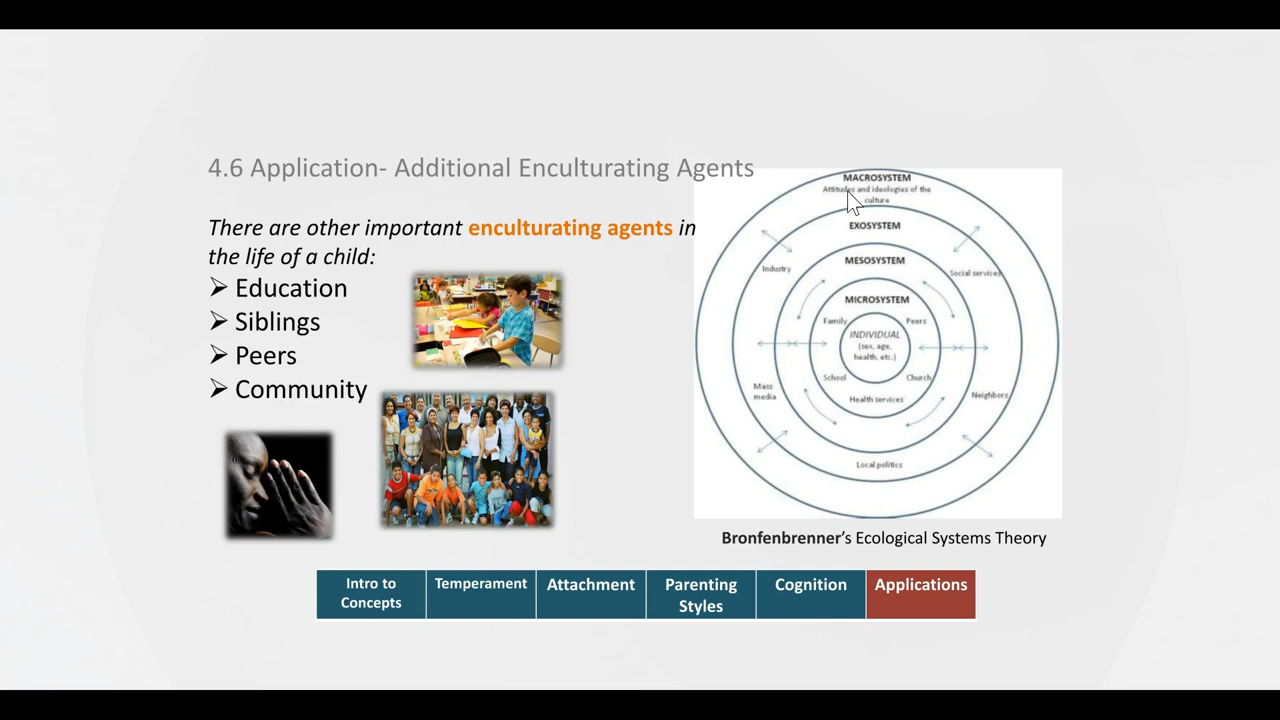 4.6 Application- Additional Enculturating Agents
There are other important enculturating agents in
the life of a child:
Education
Siblings
Peers
Community
MACROSYSTEM
Attitudes and ideologies of the
culture
EXOSYSTEM
MESOSYSTEM
Industry
Social services
MICROSYSTEM
Family
Peers
INDIVIDUAL
(sex, age,
health, etc.)
School
Church
Health services
Mass
media
Neighbors
Local politics
Bronfenbrenner's Ecological Systems Theory
Intro to
Concepts
Temperament
Attachment
Parenting
Styles
Cognition
Applications